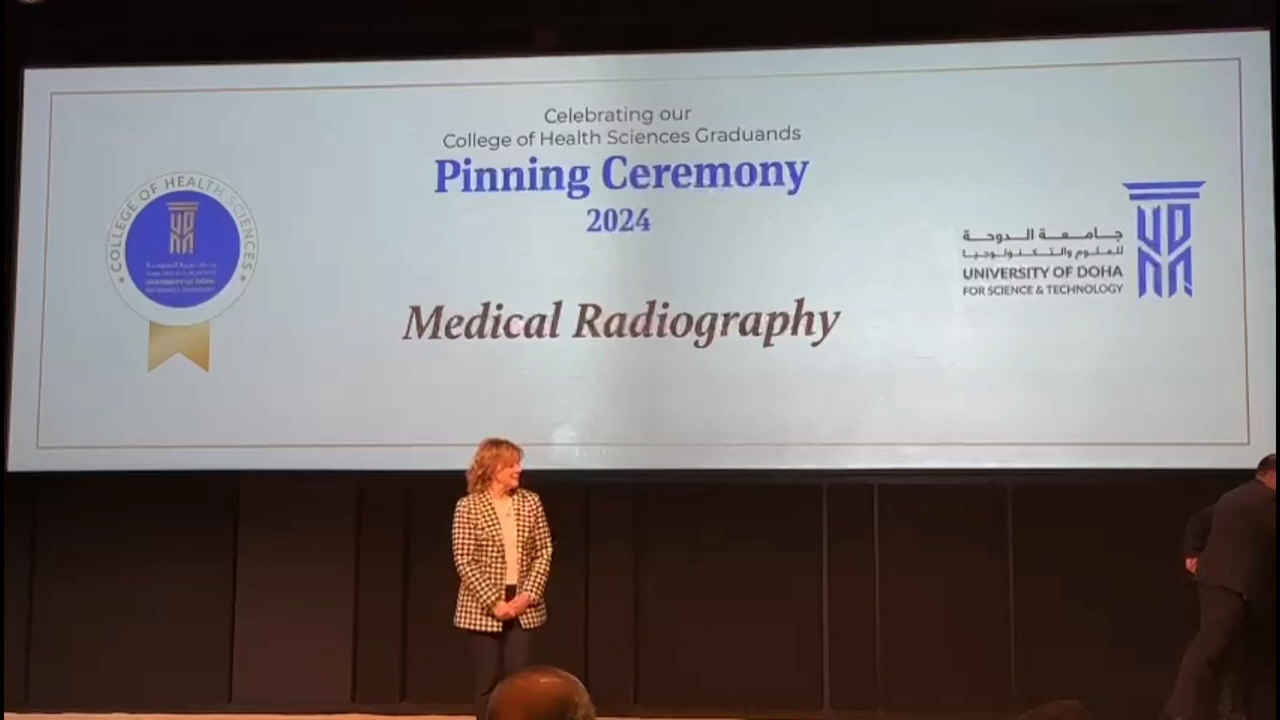 Celebrating our
College of Health Sciences Graduands
Pinning Ceremony
2024
Medical Radiography
COLLEGE OF HEALTH SCIENCES
جامعة الدوحة
للعلوم والتكنولوجيا
UNIVERSITY OF DOHA
FOR SCIENCE & TECHNOLOGY